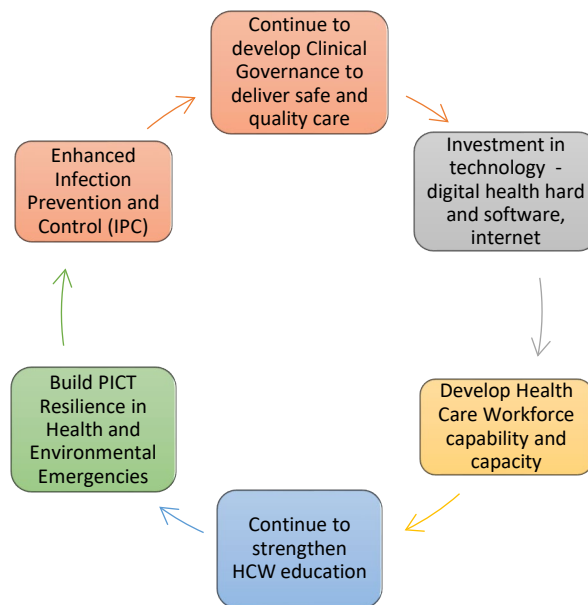 Continue to
develop Clinical
Governance to
deliver safe and
quality care
Investment in
technology -
digital health hard
and software,
internet
Develop Health
Care Workforce
capability and
capacity
Continue to
strengthen
HCW education
Build PICT
Resilience in
Health and
Environmental
Emergencies
Enhanced
Infection
Prevention and
Control (IPC)